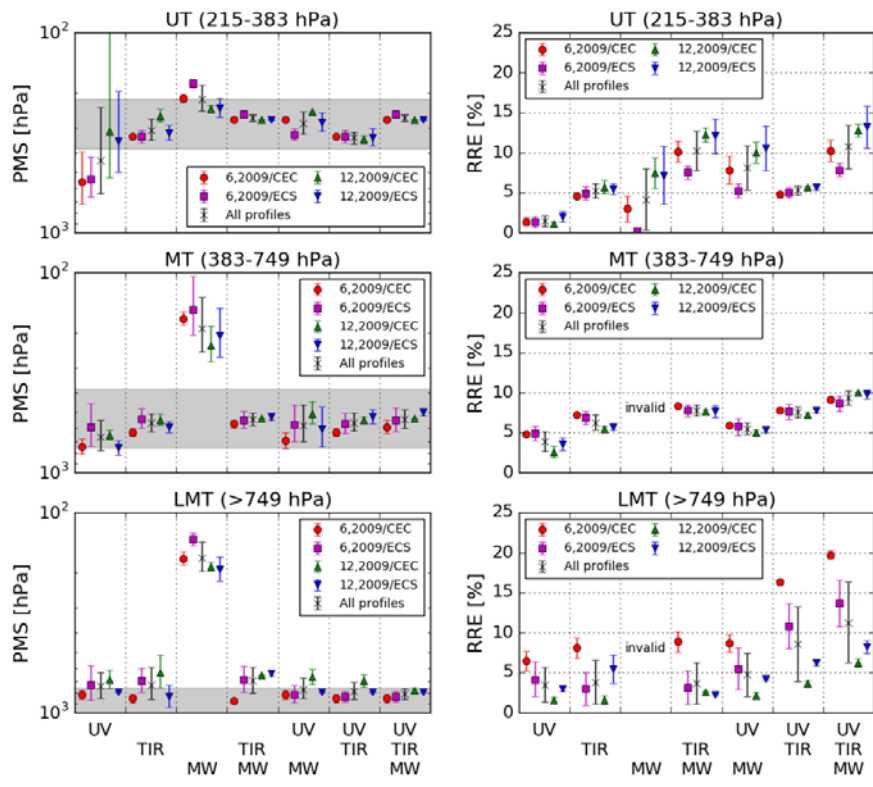 UT (215-383 hPa)
PMS [hPa]
10²
10³
6,2009/CEC
6,2009/ECS
All profiles
12,2009/CEC
12,2009/ECS
UT (215-383 hPa)
RRE [%]
25
20
15
10
5
0
6,2009/CEC
6,2009/ECS
All profiles
12,2009/CEC
12,2009/ECS
MT (383-749 hPa)
PMS [hPa]
10²
10³
6,2009/CEC
6,2009/ECS
12,2009/CEC
12,2009/ECS
All profiles
MT (383-749 hPa)
RRE [%]
25
20
15
10
5
0
6,2009/CEC
6,2009/ECS
All profiles
12,2009/CEC
12,2009/ECS
invalid
LMT (>749 hPa)
PMS [hPa]
10²
10³
6,2009/CEC
6,2009/ECS
12,2009/CEC
12,2009/ECS
All profiles
UV
TIR
MW
TIR
MW
UV
MW
UV
TIR
UV
TIR
MW
LMT (>749 hPa)
RRE [%]
25
20
15
10
5
0
6,2009/CEC
6,2009/ECS
All profiles
12,2009/CEC
12,2009/ECS
invalid
UV
TIR
MW
TIR
MW
UV
MW
UV
TIR
UV
TIR
MW